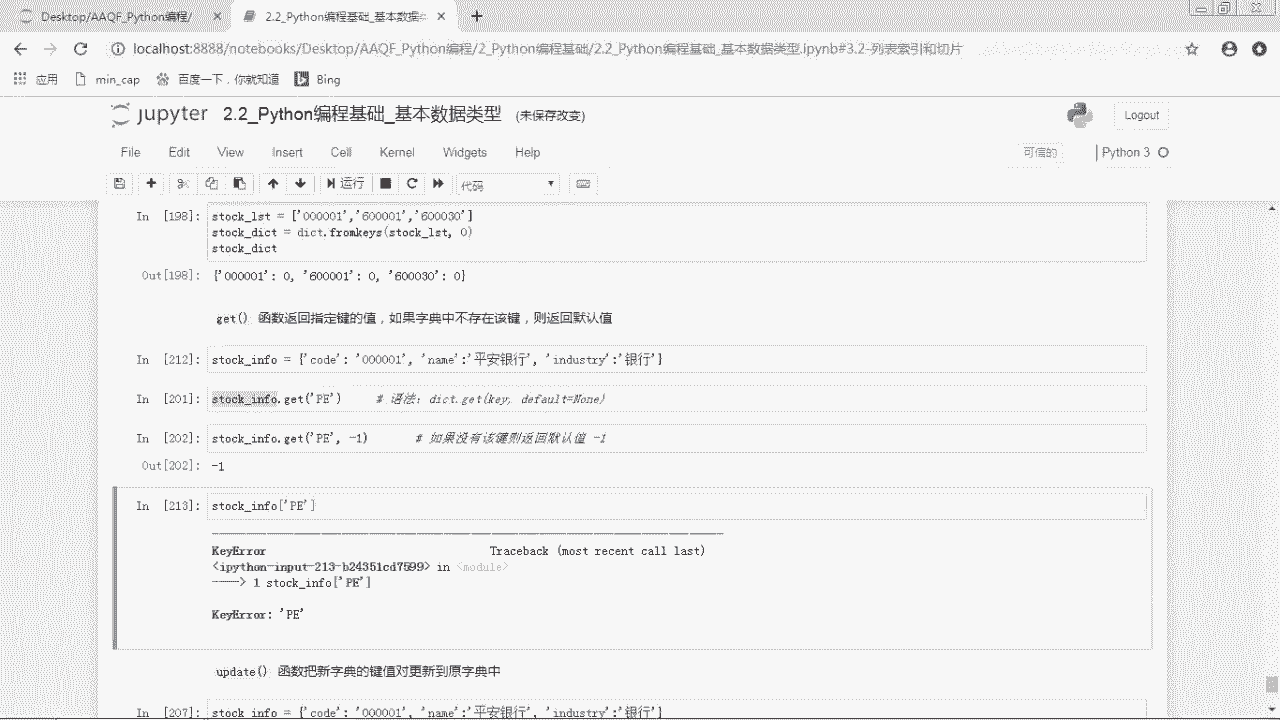 Desktop/AAQF_Python编程/
2.2_Python编程基础_基本数据
localhost:8888/notebooks/Desktop/AAQF_Python编程/2_Python编程基础/2.2_Python编程基础_基本数据类型.ipynb#3.2-列表索引和切片
应用 min_cap 百度一下，你就知道 Bing
jupyter 2.2_Python编程基础_基本数据类型 (未保存改变) Logout
File Edit View Insert Cell Kernel Widgets Help 可信的 Python 3
运行 代码
In [198]: stock_lst = ['000001','600001','600030']
stock_dict = dict.fromkeys(stock_lst, 0)
stock_dict
Out[198]: {'000001': 0, '600001': 0, '600030': 0}
get() 函数返回指定键的值，如果字典中不存在该键，则返回默认值
In [212]: stock_info = {'code': '000001', 'name':'平安银行', 'industry':'银行'}
In [201]: stock_info.get('PE') # 语法：dict.get(key, default=None)
In [202]: stock_info.get('PE', -1) # 如果没有该键则返回默认值 -1
Out[202]: -1
In [213]: stock_info['PE']
KeyError Traceback (most recent call last)
<ipython-input-213-b24351cd7599> in <module>
----> 1 stock_info['PE']
KeyError: 'PE'
update() 函数把新字典的键值对更新到原字典中
In [207]: stock_info = {'code': '000001', 'name':'平安银行', 'industry':'银行'}